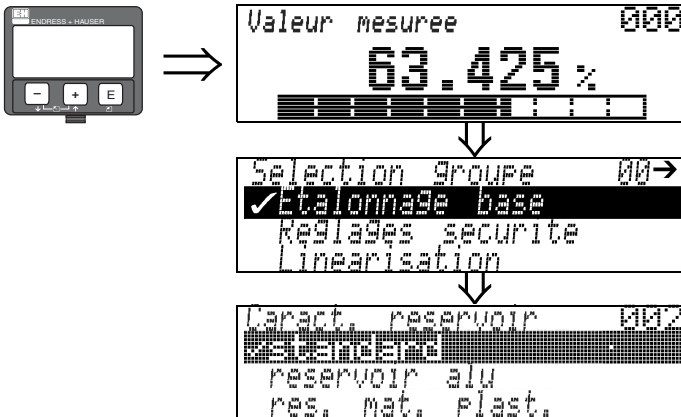 E+H
ENDRESS + HAUSER
- + E
Valeur mesuree 000
63.425 %
Selection groupe 00→
✓Etalonnage base
Reglages securite
Linearisation
Caract. reservoir 002
✓standard
reservoir alu
res. mat. plast.